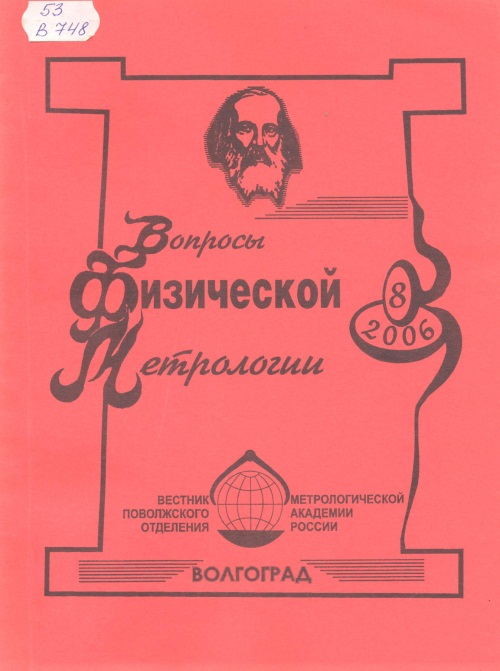 53
В 748
Вопросы
Физической
Метрологии
8
2006
ВЕСТНИК
ПОВОЛЖСКОГО
ОТДЕЛЕНИЯ
МЕТРОЛОГИЧЕСКОЙ
АКАДЕМИИ
РОССИИ
ВОЛГОГРАД